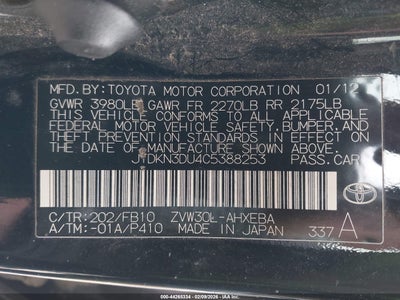 MFD. BY: TOYOTA MOTOR CORPORATION 01/12
GVWR 3980LB GAWR FR 2270LB RR 2175LB
THIS VEHICLE CONFORMS TO ALL APPLICABLE
FEDERAL MOTOR VEHICLE SAFETY, BUMPER, AND
THEFT PREVENTION STANDARDS IN EFFECT ON THE
DATE OF MANUFACTURE SHOWN ABOVE.
JTDKN3DU4C5388253 PASS. CAR
C/TR:202/FB10 ZVW30L-AHXEBA
A/TM:-01A/P410 MADE IN JAPAN 337 A
TOYOTA
STOCK #: 44265334 02/09/2026
IAA Inc.